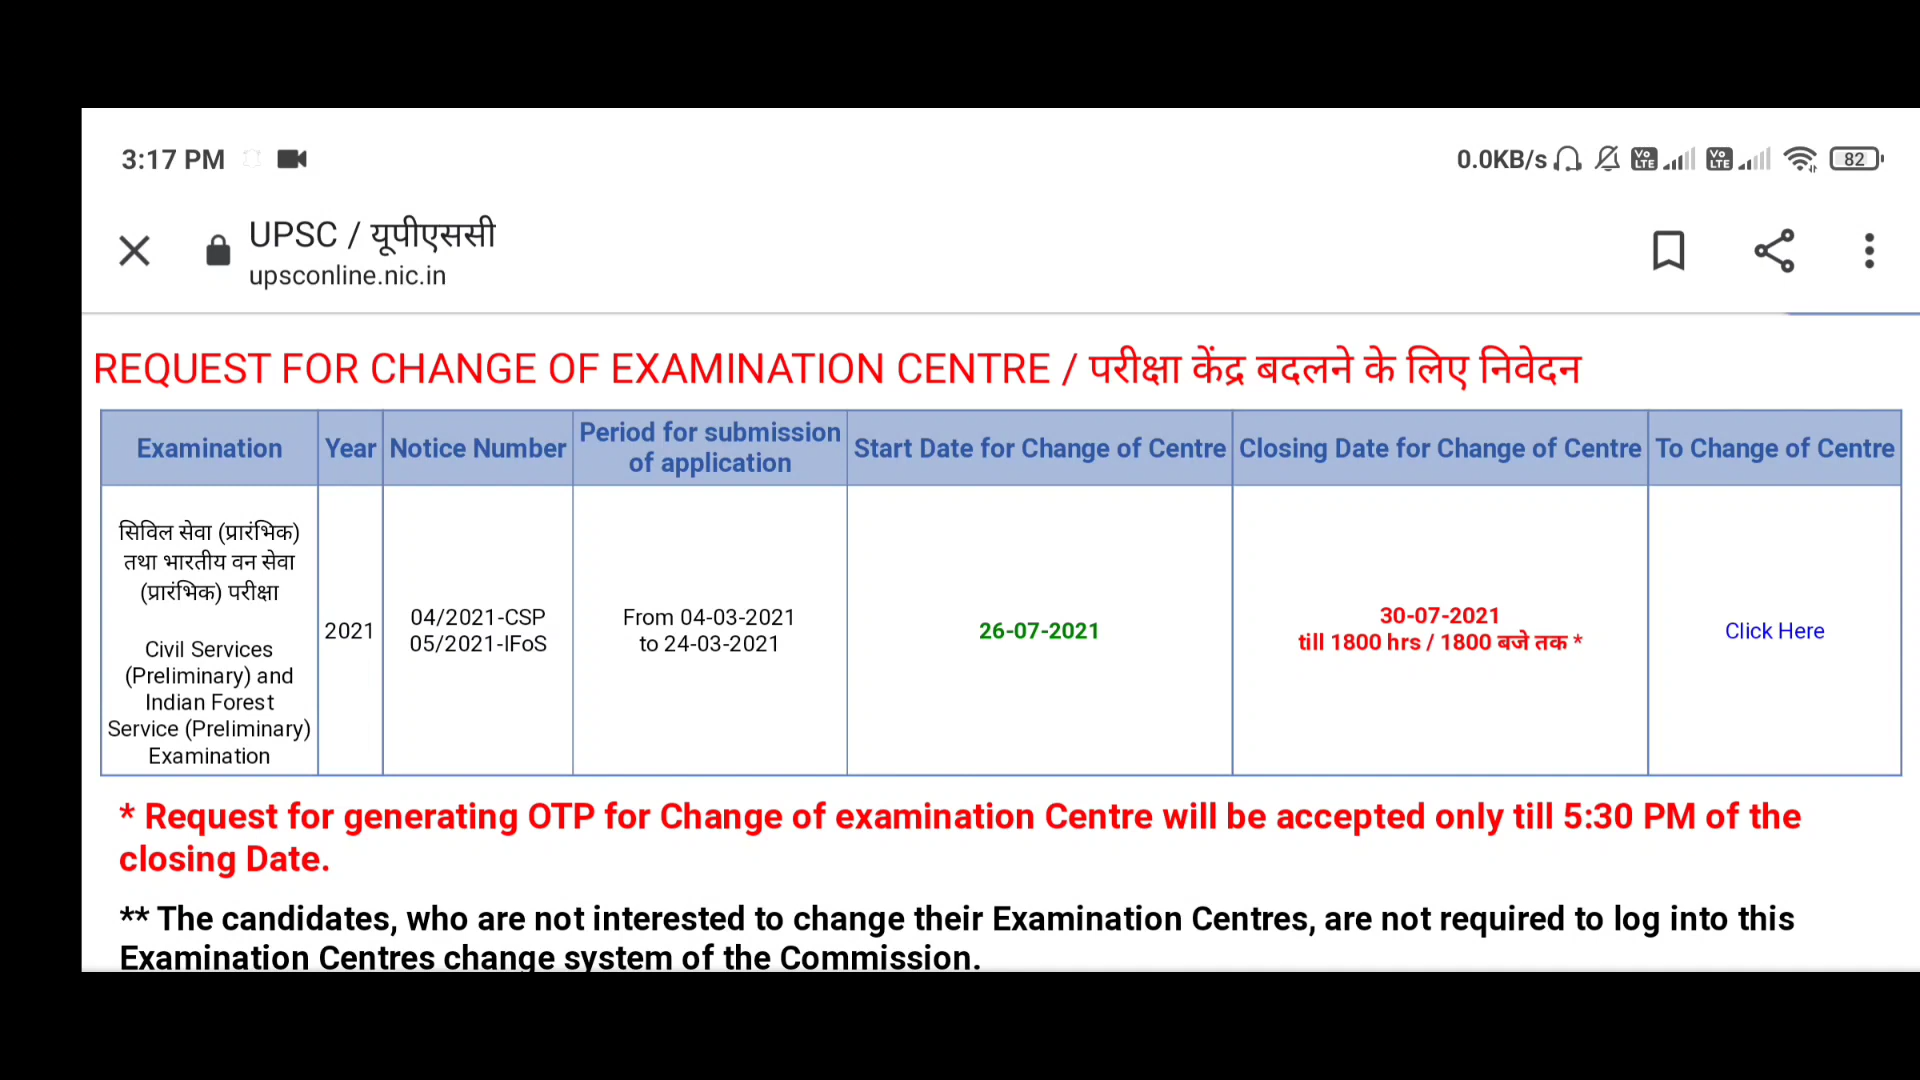 3:17 PM
0.0KB/s
Vo LTE
Vo LTE
82
UPSC / यूपीएससी
upsconline.nic.in
REQUEST FOR CHANGE OF EXAMINATION CENTRE / परीक्षा केंद्र बदलने के लिए निवेदन
Examination
Year
Notice Number
Period for submission
of application
Start Date for Change of Centre
Closing Date for Change of Centre
To Change of Centre
सिविल सेवा (प्रारंभिक)
तथा भारतीय वन सेवा
(प्रारंभिक) परीक्षा
Civil Services
(Preliminary) and
Indian Forest
Service (Preliminary)
Examination
2021
04/2021-CSP
05/2021-IFoS
From 04-03-2021
to 24-03-2021
26-07-2021
30-07-2021
till 1800 hrs / 1800 बजे तक *
Click Here
* Request for generating OTP for Change of examination Centre will be accepted only till 5:30 PM of the
closing Date.
** The candidates, who are not interested to change their Examination Centres, are not required to log into this
Examination Centres change system of the Commission.